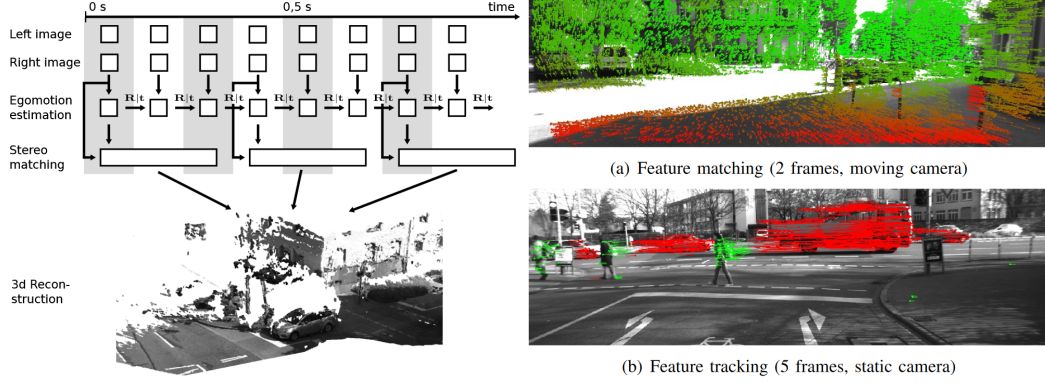 0 s 0,5 s time
Left image
Right image
R|t R|t R|t R|t R|t R|t R|t
Egomotion
estimation
Stereo
matching
3d Recon-
struction
(a) Feature matching (2 frames, moving camera)
(b) Feature tracking (5 frames, static camera)